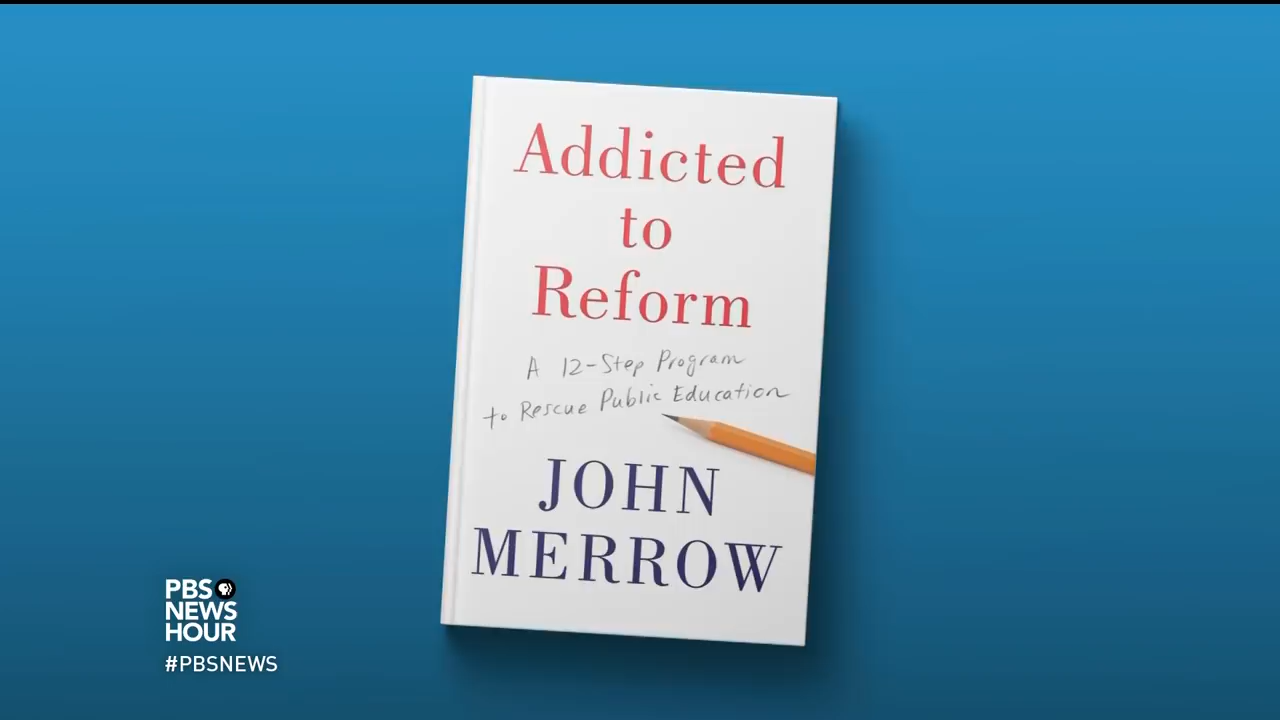 Addicted
to
Reform
A 12-Step Program
to Rescue Public Education
JOHN
MERROW
PBS
NEWS
HOUR
#PBSNEWS